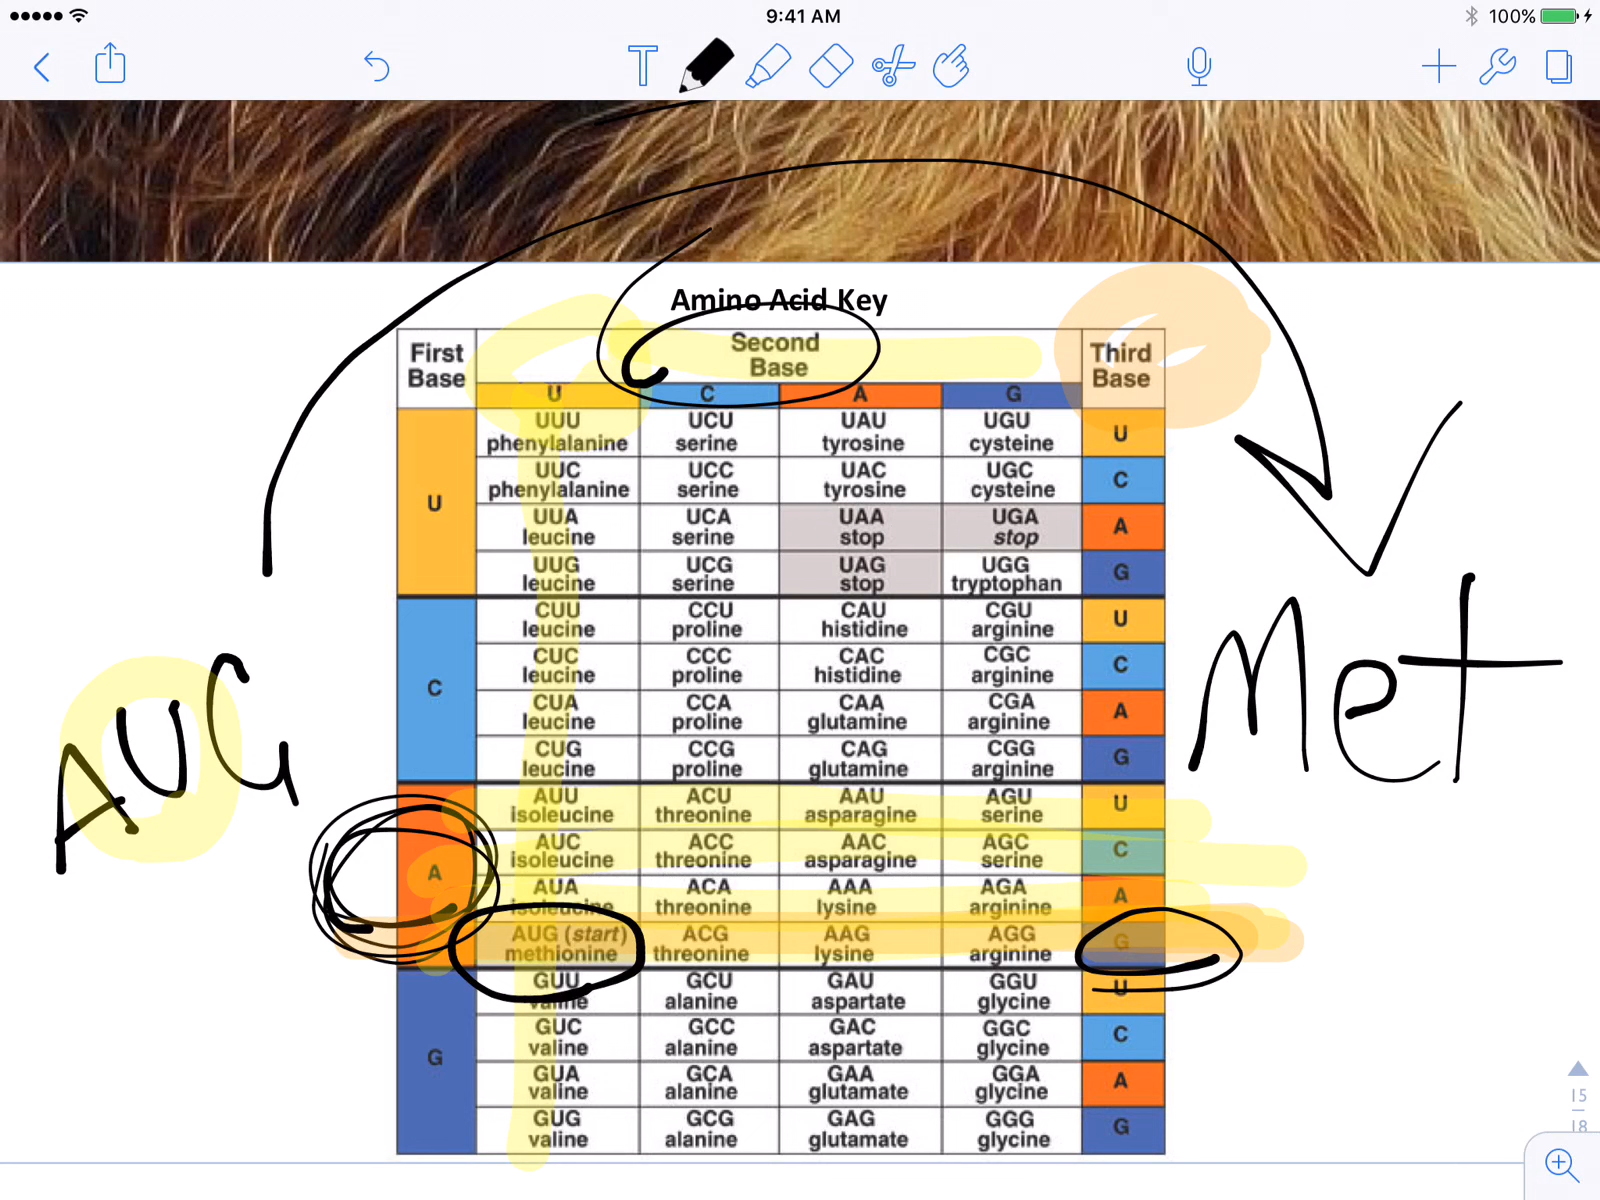 9:41 AM
100%
T
Amino Acid Key
First Base
Second Base
Third Base
U C A G
U
UUU phenylalanine
UCU serine
UAU tyrosine
UGU cysteine
U
UUC phenylalanine
UCC serine
UAC tyrosine
UGC cysteine
C
UUA leucine
UCA serine
UAA stop
UGA stop
A
UUG leucine
UCG serine
UAG stop
UGG tryptophan
G
C
CUU leucine
CCU proline
CAU histidine
CGU arginine
U
CUC leucine
CCC proline
CAC histidine
CGC arginine
C
CUA leucine
CCA proline
CAA glutamine
CGA arginine
A
CUG leucine
CCG proline
CAG glutamine
CGG arginine
G
A
AUU isoleucine
ACU threonine
AAU asparagine
AGU serine
U
AUC isoleucine
ACC threonine
AAC asparagine
AGC serine
C
AUA isoleucine
ACA threonine
AAA lysine
AGA arginine
A
AUG (start) methionine
ACG threonine
AAG lysine
AGG arginine
G
G
GUU valine
GCU alanine
GAU aspartate
GGU glycine
U
GUC valine
GCC alanine
GAC aspartate
GGC glycine
C
GUA valine
GCA alanine
GAA glutamate
GGA glycine
A
GUG valine
GCG alanine
GAG glutamate
GGG glycine
G
AUG
Met
15
18